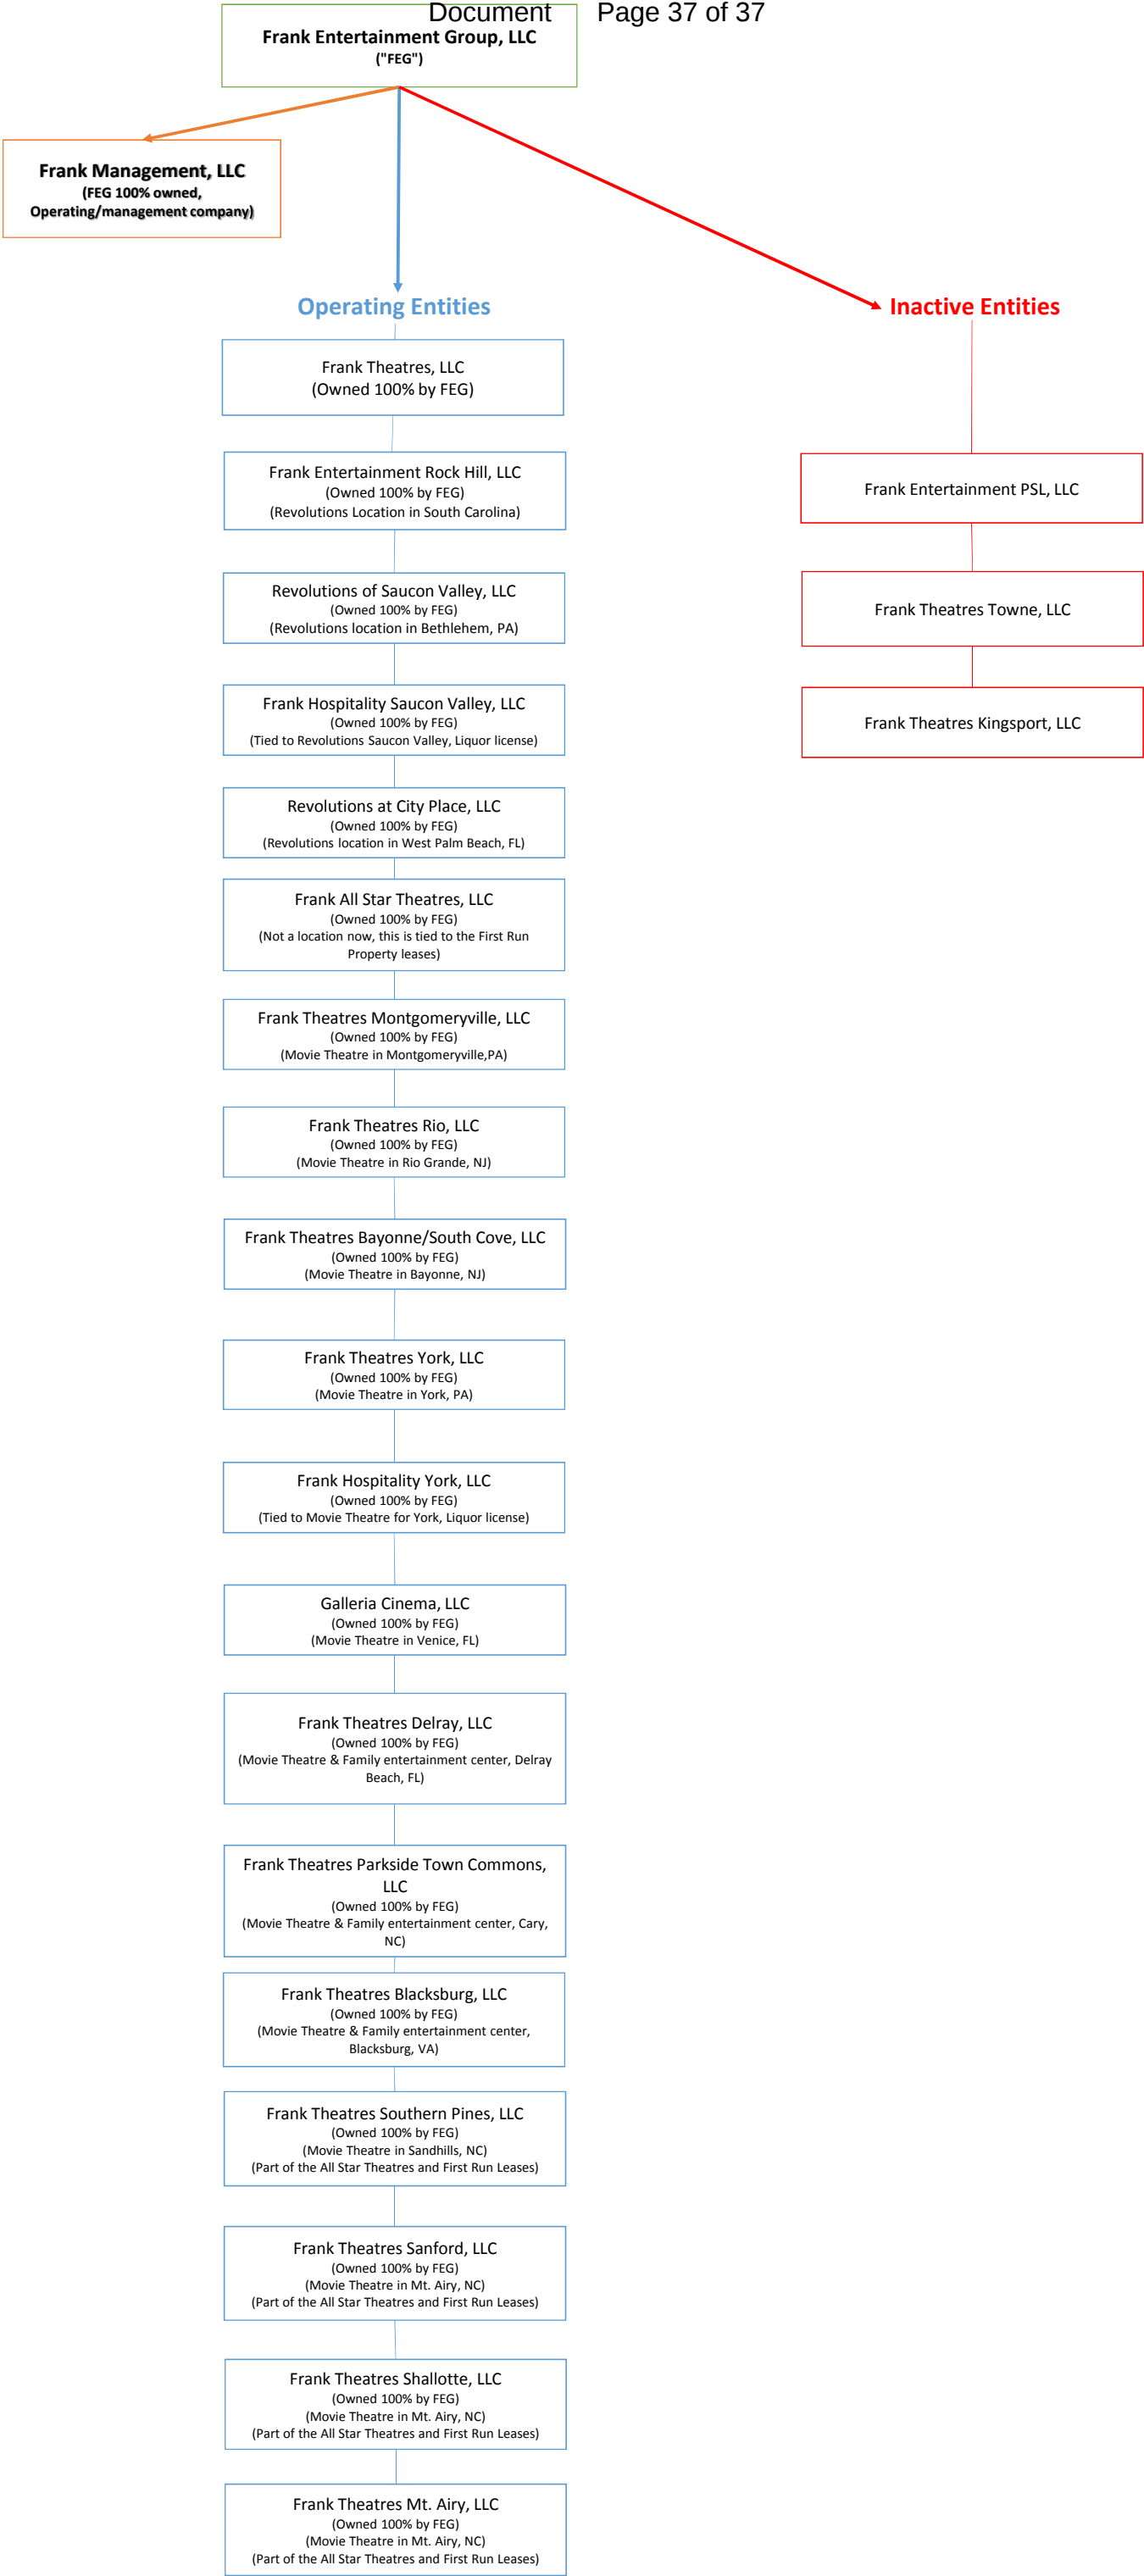 Document Page 37 of 37
Frank Entertainment Group, LLC
("FEG")
Frank Management, LLC
(FEG 100% owned,
Operating/management company)
Operating Entities
Inactive Entities
Frank Theatres, LLC
(Owned 100% by FEG)
Frank Entertainment Rock Hill, LLC
(Owned 100% by FEG)
(Revolutions Location in South Carolina)
Frank Entertainment PSL, LLC
Revolutions of Saucon Valley, LLC
(Owned 100% by FEG)
(Revolutions location in Bethlehem, PA)
Frank Theatres Towne, LLC
Frank Hospitality Saucon Valley, LLC
(Owned 100% by FEG)
(Tied to Revolutions Saucon Valley, Liquor license)
Frank Theatres Kingsport, LLC
Revolutions at City Place, LLC
(Owned 100% by FEG)
(Revolutions location in West Palm Beach, FL)
Frank All Star Theatres, LLC
(Owned 100% by FEG)
(Not a location now, this is tied to the First Run
Property leases)
Frank Theatres Montgomeryville, LLC
(Owned 100% by FEG)
(Movie Theatre in Montgomeryville,PA)
Frank Theatres Rio, LLC
(Owned 100% by FEG)
(Movie Theatre in Rio Grande, NJ)
Frank Theatres Bayonne/South Cove, LLC
(Owned 100% by FEG)
(Movie Theatre in Bayonne, NJ)
Frank Theatres York, LLC
(Owned 100% by FEG)
(Movie Theatre in York, PA)
Frank Hospitality York, LLC
(Owned 100% by FEG)
(Tied to Movie Theatre for York, Liquor license)
Galleria Cinema, LLC
(Owned 100% by FEG)
(Movie Theatre in Venice, FL)
Frank Theatres Delray, LLC
(Owned 100% by FEG)
(Movie Theatre & Family entertainment center, Delray
Beach, FL)
Frank Theatres Parkside Town Commons,
LLC
(Owned 100% by FEG)
(Movie Theatre & Family entertainment center, Cary,
NC)
Frank Theatres Blacksburg, LLC
(Owned 100% by FEG)
(Movie Theatre & Family entertainment center,
Blacksburg, VA)
Frank Theatres Southern Pines, LLC
(Owned 100% by FEG)
(Movie Theatre in Sandhills, NC)
(Part of the All Star Theatres and First Run Leases)
Frank Theatres Sanford, LLC
(Owned 100% by FEG)
(Movie Theatre in Mt. Airy, NC)
(Part of the All Star Theatres and First Run Leases)
Frank Theatres Shallotte, LLC
(Owned 100% by FEG)
(Movie Theatre in Mt. Airy, NC)
(Part of the All Star Theatres and First Run Leases)
Frank Theatres Mt. Airy, LLC
(Owned 100% by FEG)
(Movie Theatre in Mt. Airy, NC)
(Part of the All Star Theatres and First Run Leases)